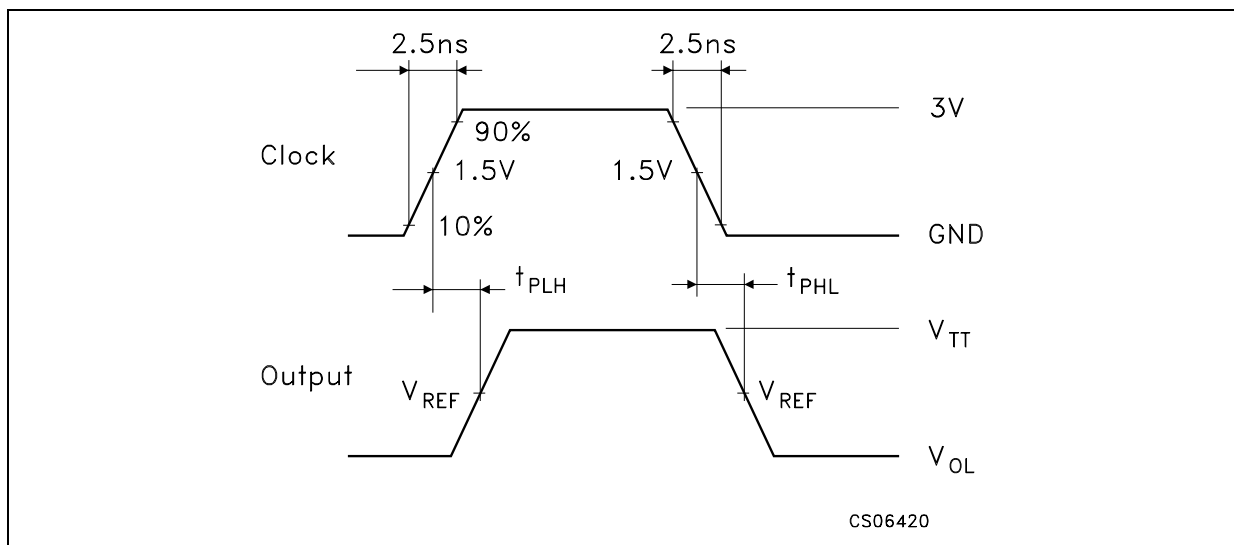 2.5ns 2.5ns
3V
90%
Clock
1.5V 1.5V
10%
GND
tPLH tPHL
VTT
Output
VREF VREF
VOL
CS06420